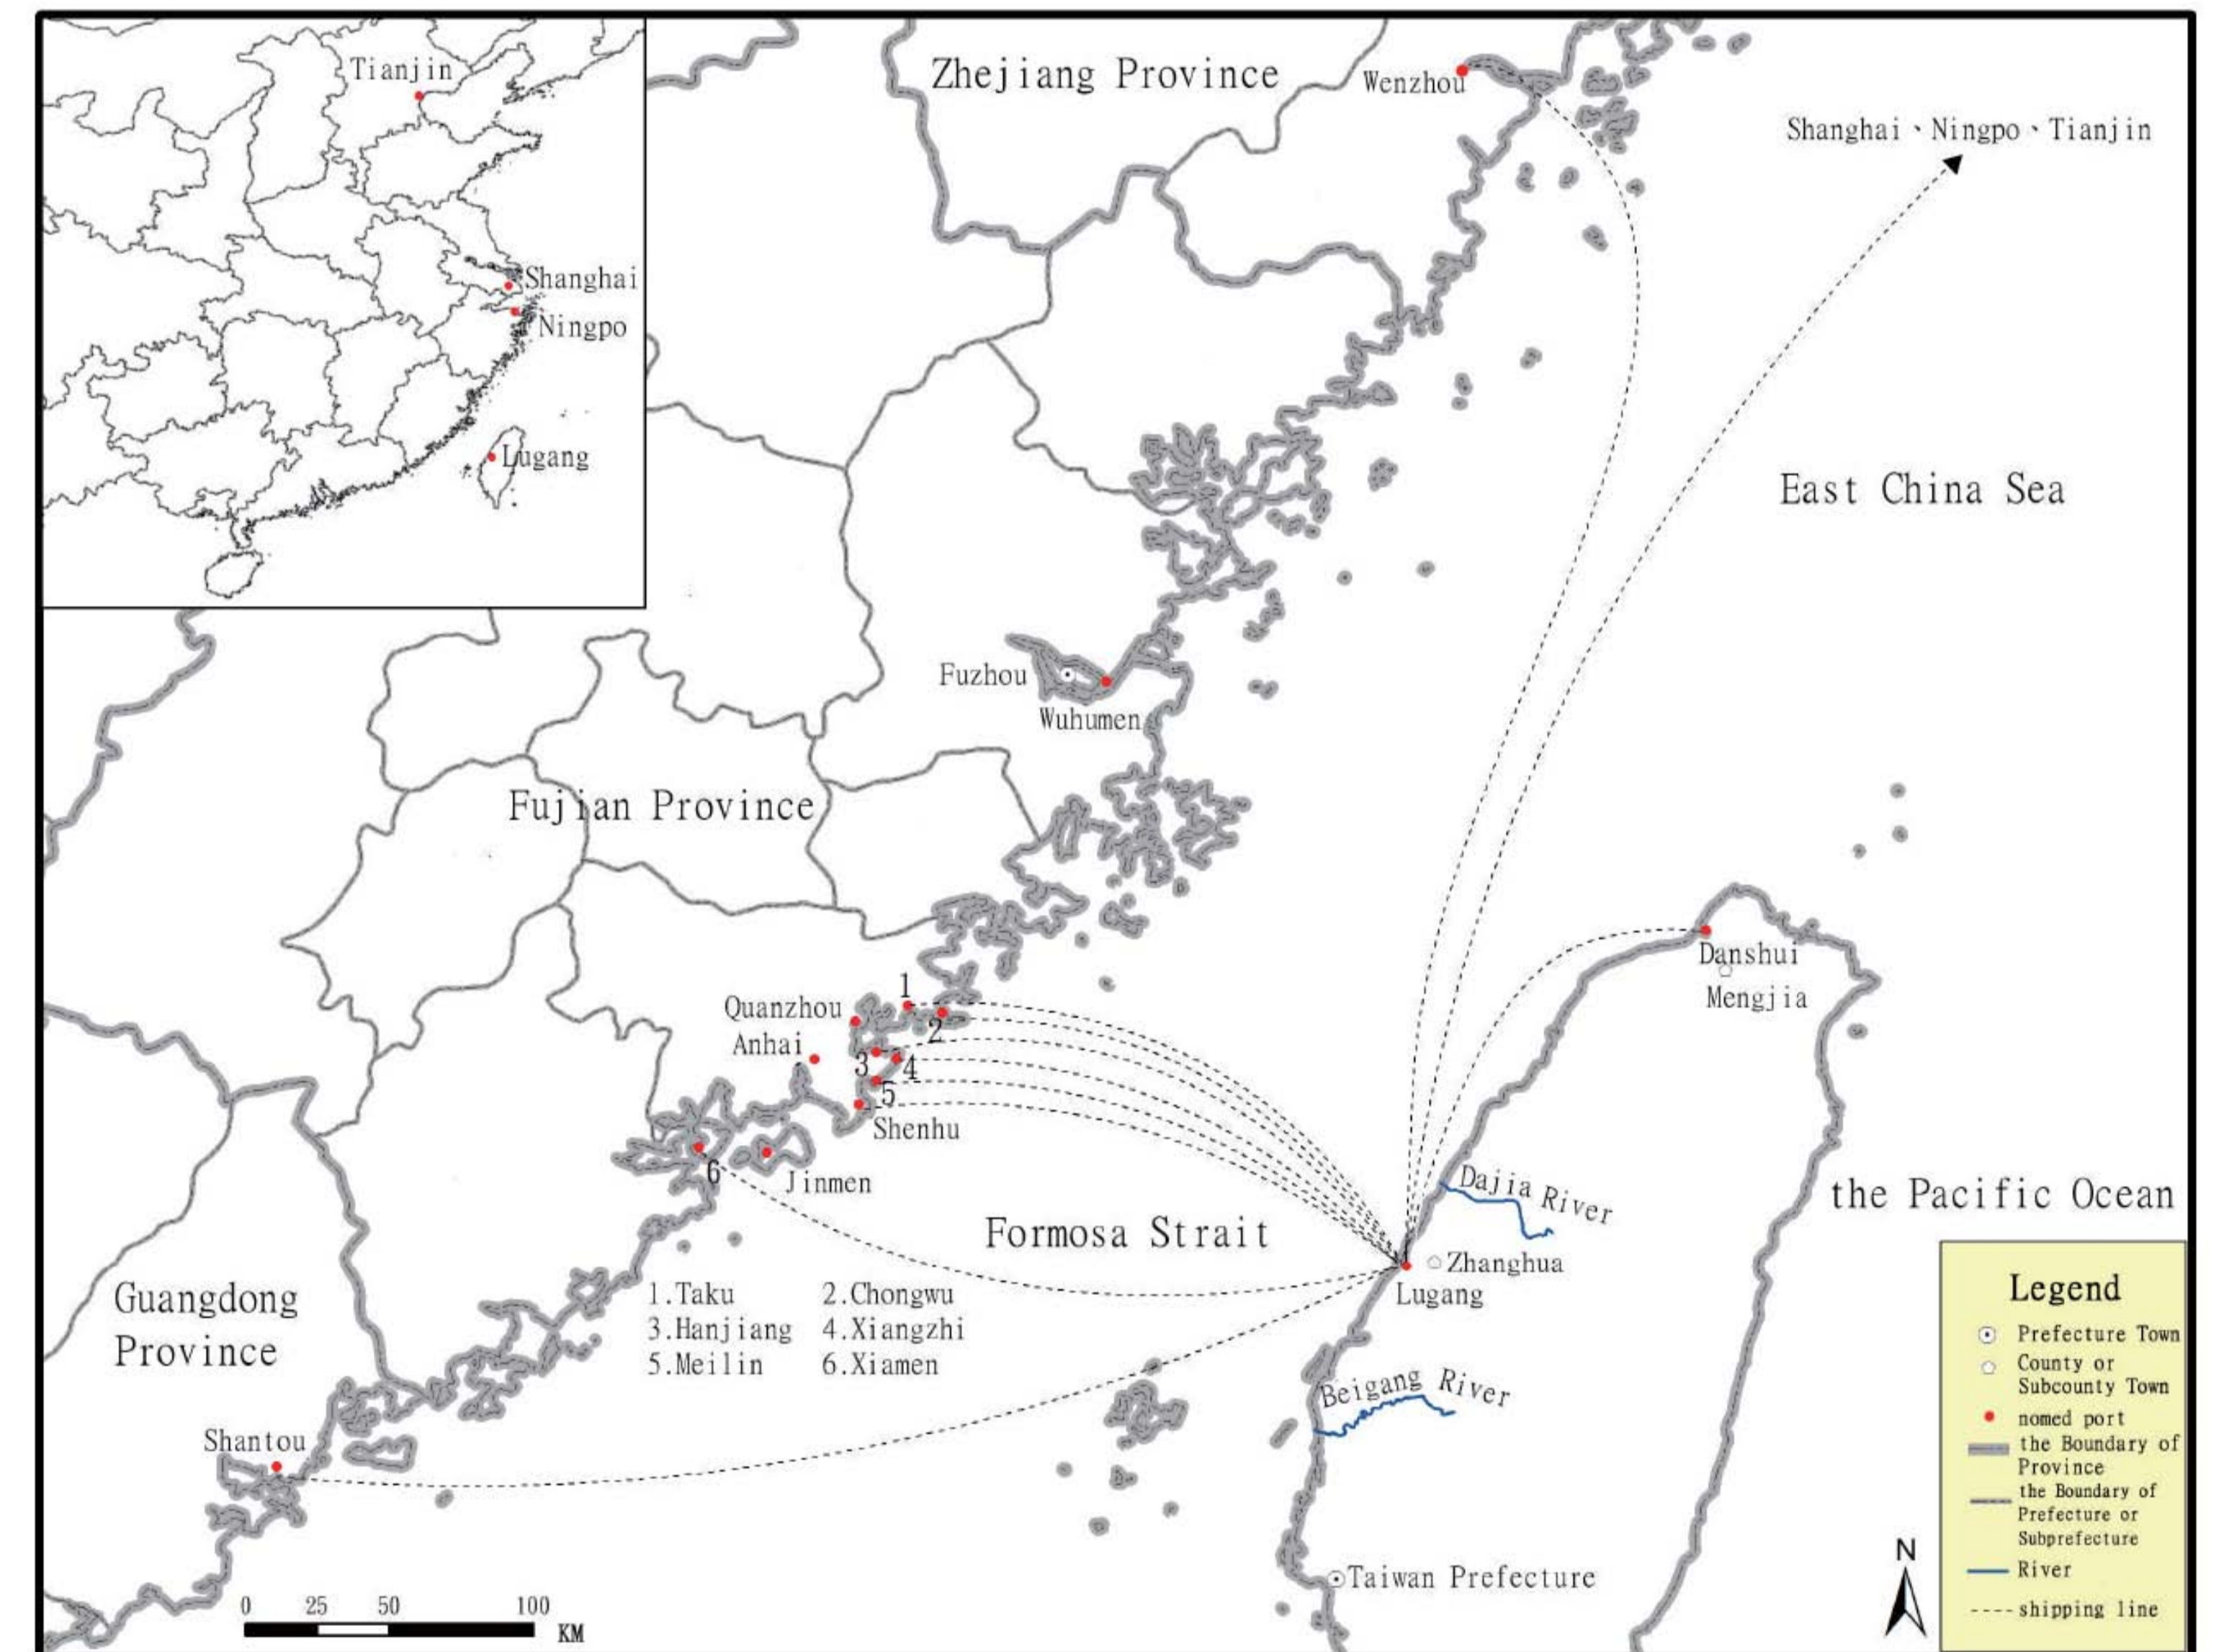 Tianjin
Shanghai
Ningpo
Lugang
Zhejiang Province
Wenzhou
Shanghai、Ningpo、Tianjin
East China Sea
Fuzhou
Wuhumen
Fujian Province
Danshui
Mengjia
1
Quanzhou
2
Anhai
3
4
5
Shenhu
6
Jinmen
Dajia River
the Pacific Ocean
Formosa Strait
Zhanghua
Lugang
Guangdong
Province
1.Taku 2.Chongwu
3.Hanjiang 4.Xiangzhi
5.Meilin 6.Xiamen
Beigang River
Shantou
Taiwan Prefecture
0 25 50 100
KM
N
Legend
Prefecture Town
County or
Subcounty Town
nomed port
the Boundary of
Province
the Boundary of
Prefecture or
Subprefecture
River
shipping line